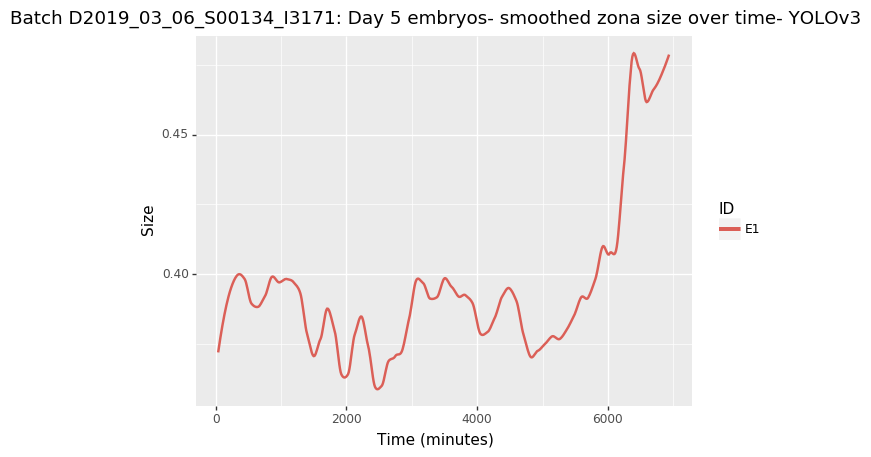 Batch D2019_03_06_S00134_I3171: Day 5 embryos- smoothed zona size over time- YOLOv3
0.45
0.40
Size
ID
E1
0
2000
4000
6000
Time (minutes)